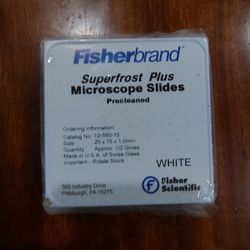 Fisherbrand™
Superfrost Plus
Microscope Slides
Precleaned
Ordering Information
Catalog No: 12-550-15
Size: 25 x 75 x 1.0mm
Quantity: Approx. 1/2 Gross
Made in U.S.A. of Swiss Glass
Important - Rotate Stock
WHITE
300 Industry Drive
Pittsburgh, PA 15275
Fisher
Scientific